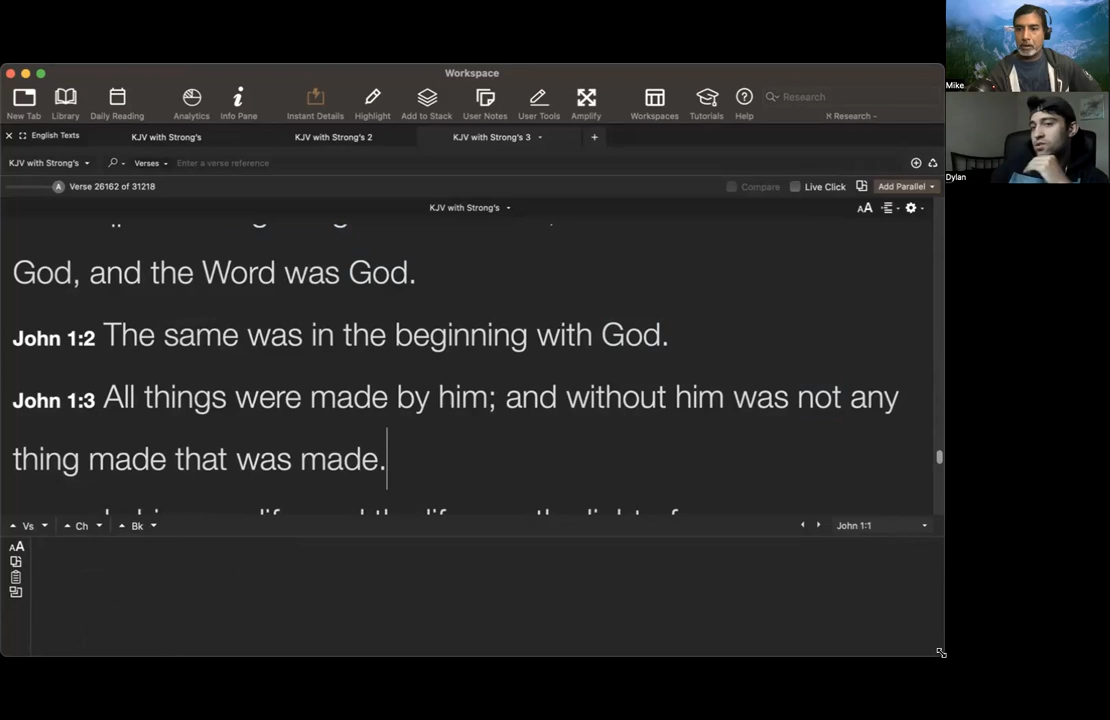 Workspace
New Tab Library Daily Reading Analytics Info Pane Instant Details Highlight Add to Stack User Notes User Tools Amplify Workspaces Tutorials Help Research
Research
English Texts KJV with Strong's KJV with Strong's 2 KJV with Strong's 3 +
KJV with Strong's Verses Enter a verse reference
A Verse 26162 of 31218 Compare Live Click Add Parallel
KJV with Strong's AA
God, and the Word was God.
John 1:2 The same was in the beginning with God.
John 1:3 All things were made by him; and without him was not any
thing made that was made.
Vs Ch Bk John 1:1
AA
Mike
Dylan